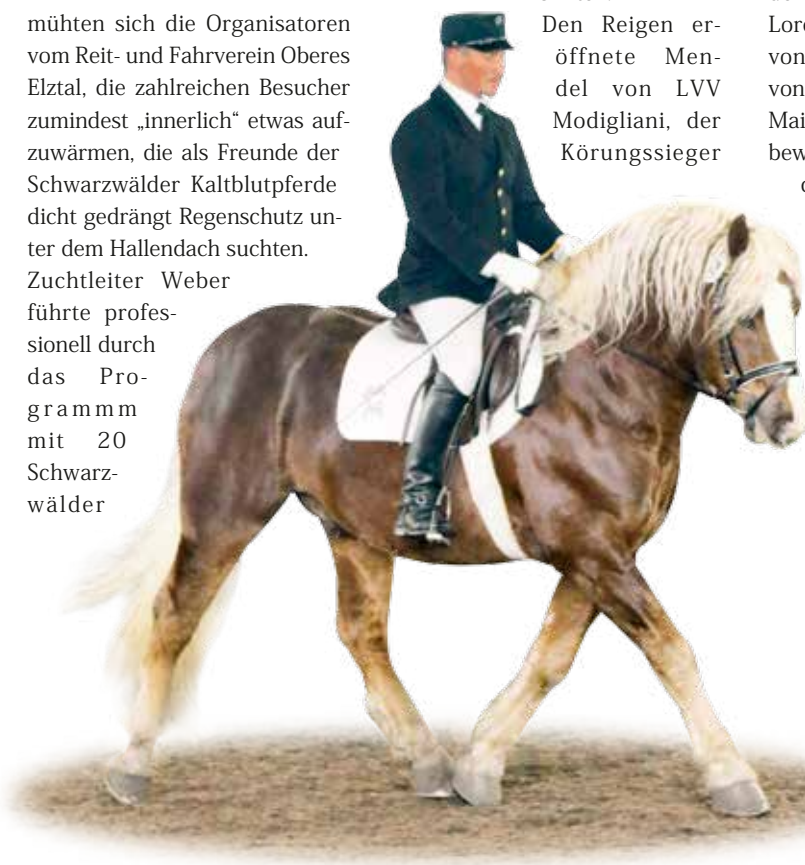 mühten sich die Organisatoren
vom Reit- und Fahrverein Oberes
Elztal, die zahlreichen Besucher
zumindest „innerlich“ etwas auf-
zuwärmen, die als Freunde der
Schwarzwälder Kaltblutpferde
dicht gedrängt Regenschutz un-
ter dem Hallendach suchten.
Zuchtleiter Weber
führte profes-
sionell durch
das Pro-
grammm
mit 20
Schwarz-
wälder
Den Reigen er-
öffnete Men-
del von LVV
Modigliani, der
Körungssieger
von
von